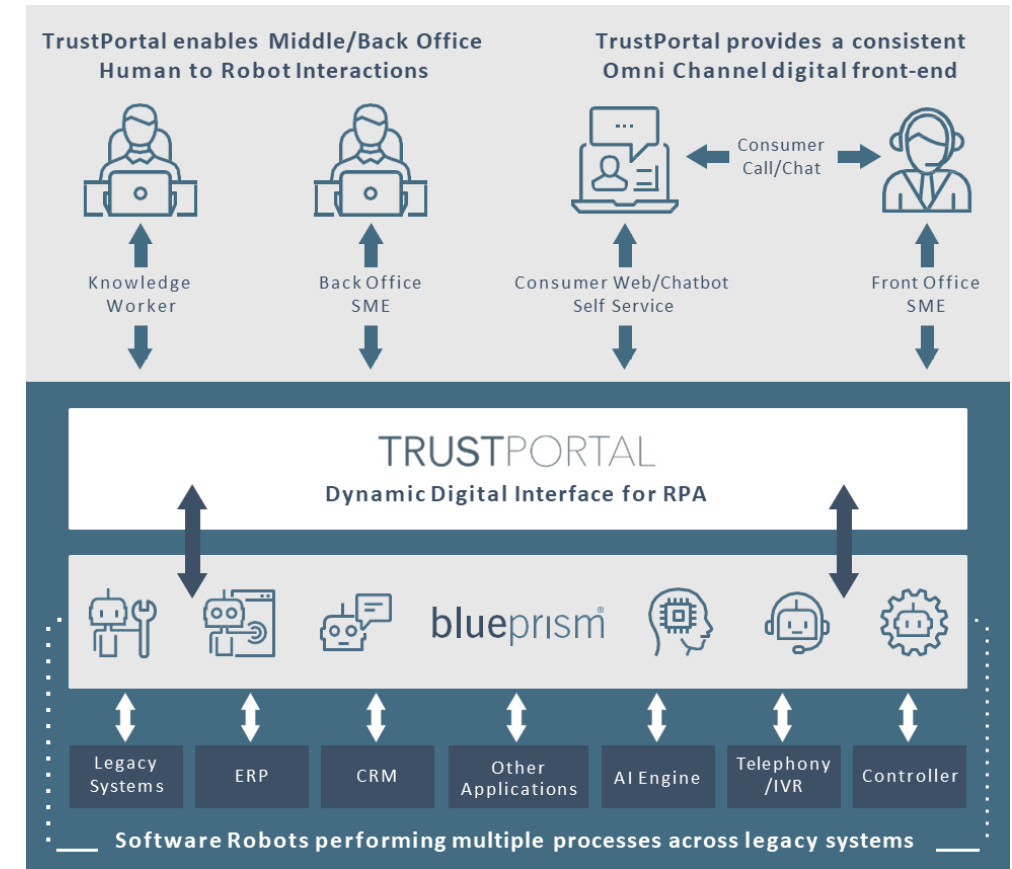 TrustPortal enables Middle/Back Office
Human to Robot Interactions
TrustPortal provides a consistent
Omni Channel digital front-end
...
Consumer
Call/Chat
Knowledge
Worker
Back Office
SME
Consumer Web/Chatbot
Self Service
Front Office
SME
TRUSTPORTAL
Dynamic Digital Interface for RPA
blueprism®
Legacy
Systems
ERP
CRM
Other
Applications
AI Engine
Telephony
/IVR
Controller
Software Robots performing multiple processes across legacy systems